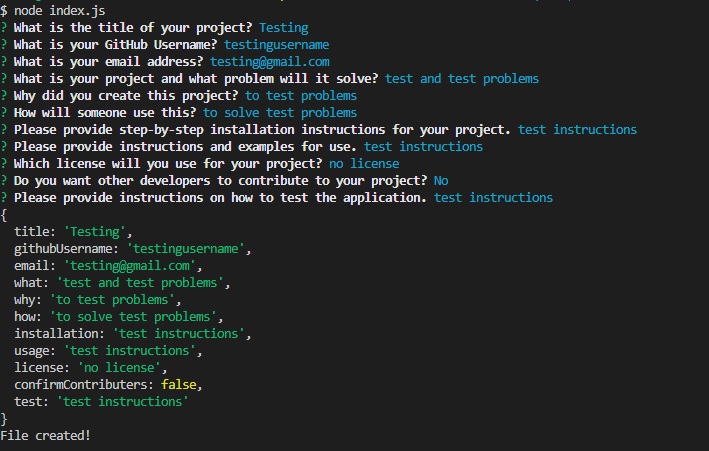 $ node index.js
? What is the title of your project? Testing
? What is your GitHub Username? testingusername
? What is your email address? testing@gmail.com
? What is your project and what problem will it solve? test and test problems
? Why did you create this project? to test problems
? How will someone use this? to solve test problems
? Please provide step-by-step installation instructions for your project. test instructions
? Please provide instructions and examples for use. test instructions
? Which license will you use for your project? no license
? Do you want other developers to contribute to your project? No
? Please provide instructions on how to test the application. test instructions
{
  title: 'Testing',
  githubUsername: 'testingusername',
  email: 'testing@gmail.com',
  what: 'test and test problems',
  why: 'to test problems',
  how: 'to solve test problems',
  installation: 'test instructions',
  usage: 'test instructions',
  license: 'no license',
  confirmContributers: false,
  test: 'test instructions'
}
File created!